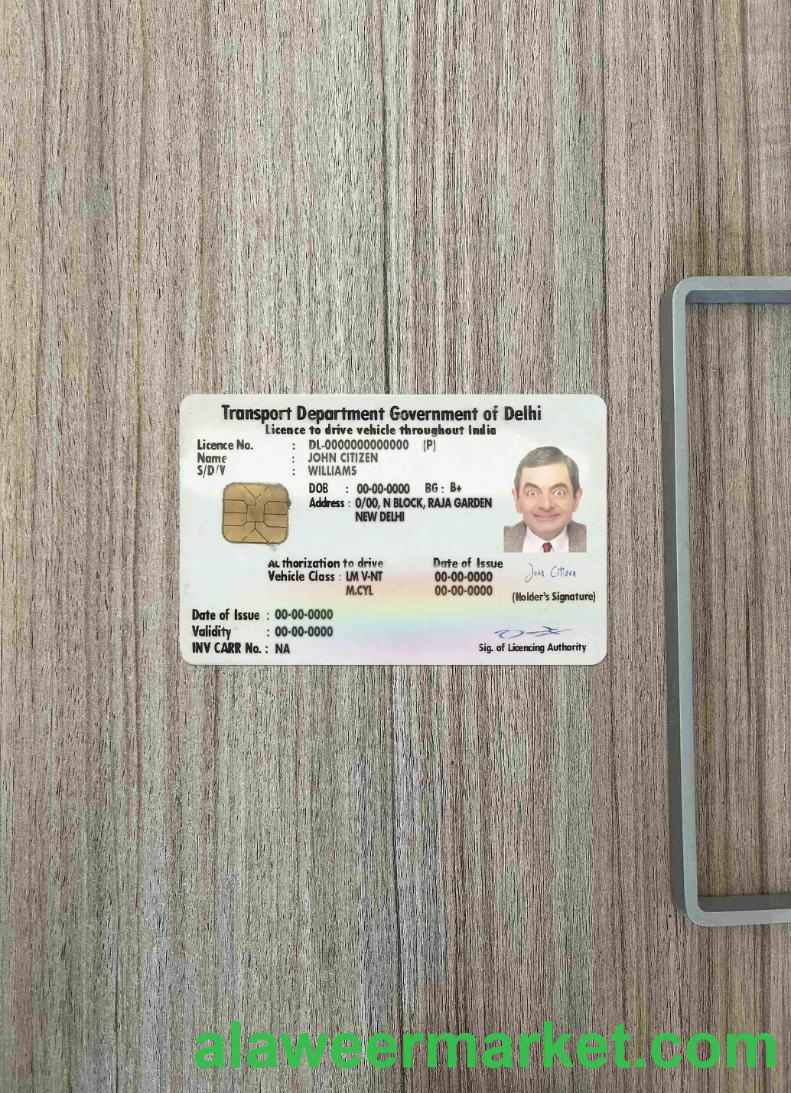 Transport Department Government of Delhi
Licence to drive vehicle throughout India
Licence No. : DL-0000000000000 (P)
Name : JOHN CITIZEN
S/D/V : WILLIAMS
DOB : 00-00-0000 BG : B+
Address : 0/00, N BLOCK, RAJA GARDEN
NEW DELHI
Authorization to drive Date of Issue
Vehicle Class : LM V-NT 00-00-0000
M.CYL 00-00-0000
John Citizen
(Holder's Signature)
Date of Issue : 00-00-0000
Validity : 00-00-0000
INV CARR No. : NA
Sig. of Licencing Authority
alaweermarket.com